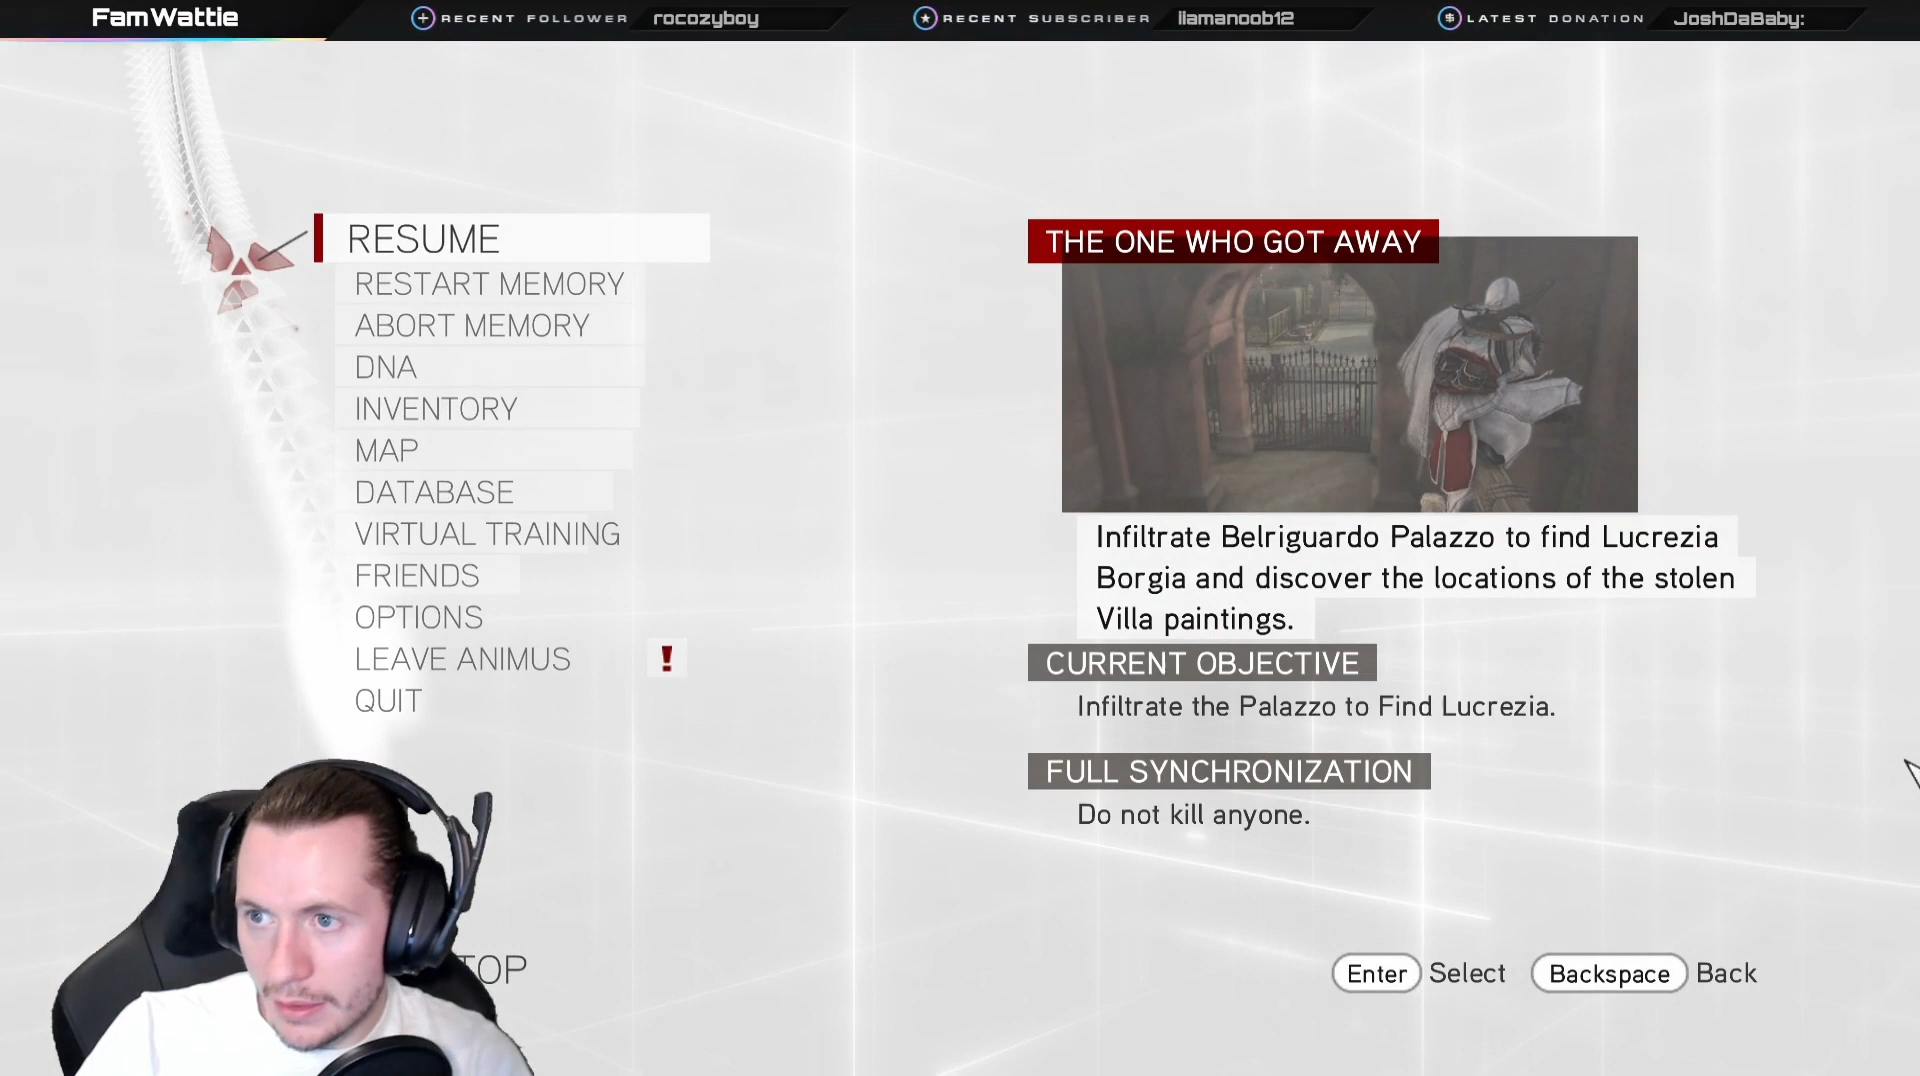 FamWattie
RECENT FOLLOWER rocozyboy
RECENT SUBSCRIBER llamanoob12
LATEST DONATION JoshDaBaby:
RESUME
RESTART MEMORY
ABORT MEMORY
DNA
INVENTORY
MAP
DATABASE
VIRTUAL TRAINING
FRIENDS
OPTIONS
LEAVE ANIMUS !
QUIT
TOP
THE ONE WHO GOT AWAY
Infiltrate Belriguardo Palazzo to find Lucrezia
Borgia and discover the locations of the stolen
Villa paintings.
CURRENT OBJECTIVE
Infiltrate the Palazzo to Find Lucrezia.
FULL SYNCHRONIZATION
Do not kill anyone.
Enter Select Backspace Back